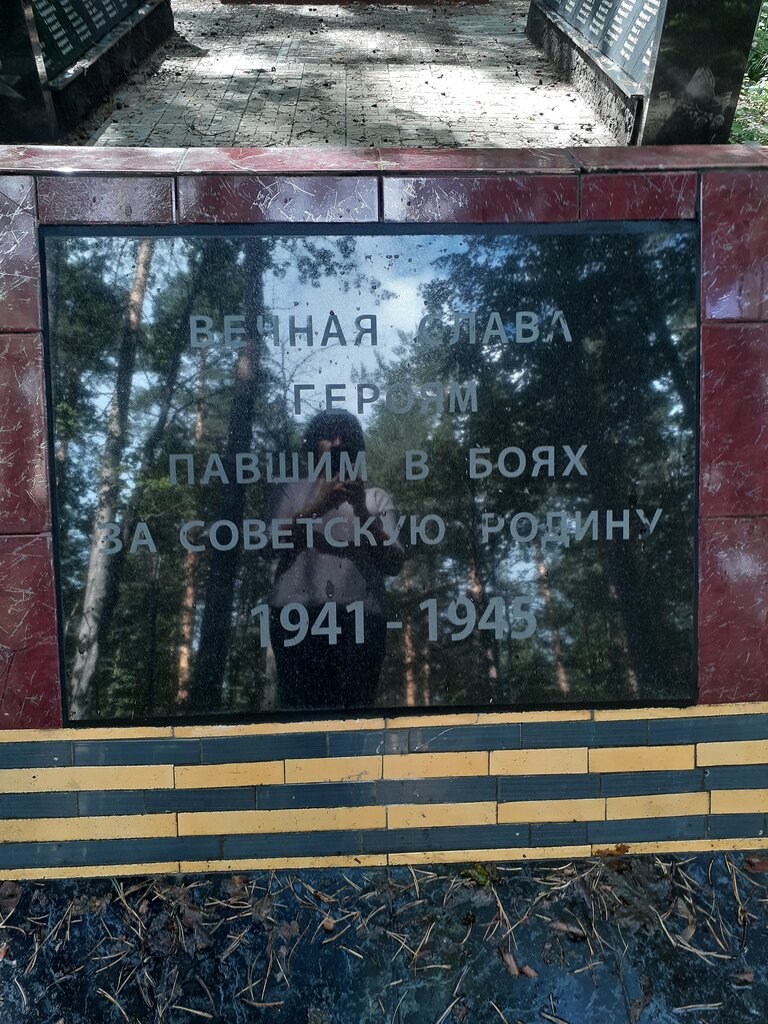 ВЕЧНАЯ СЛАВА
ГЕРОЯМ
ПАВШИМ В БОЯХ
ЗА СОВЕТСКУЮ РОДИНУ
1941 - 1945